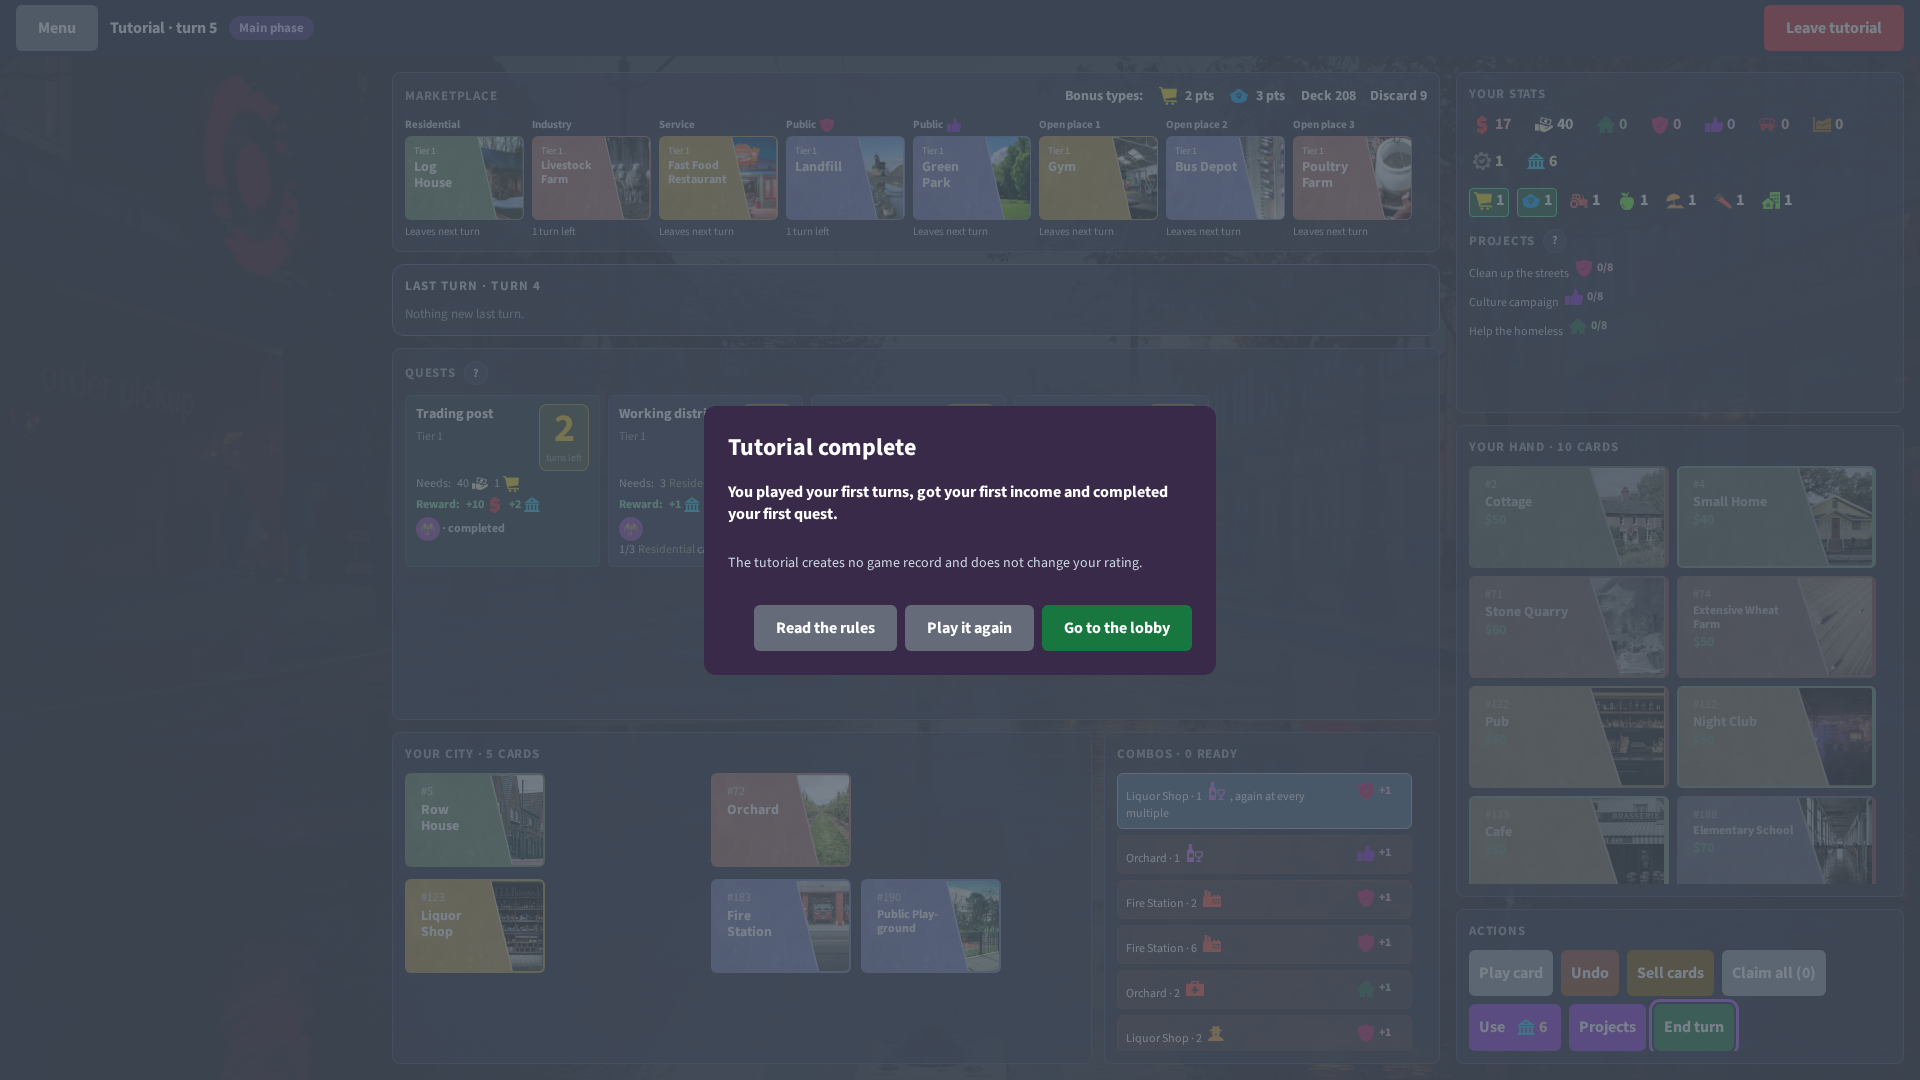 Menu
Tutorial · turn 5
Main phase
Leave tutorial
MARKETPLACE
Bonus types: 2 pts 3 pts Deck 208 Discard 9
Residential
Tier 1
Log House
Leaves next turn
Industry
Tier 1
Livestock Farm
1 turn left
Service
Tier 1
Fast Food Restaurant
Leaves next turn
Public
Tier 1
Landfill
1 turn left
Public
Tier 1
Green Park
Leaves next turn
Open place 1
Tier 1
Gym
Leaves next turn
Open place 2
Tier 1
Bus Depot
Leaves next turn
Open place 3
Tier 1
Poultry Farm
Leaves next turn
LAST TURN · TURN 4
Nothing new last turn.
QUESTS ?
Trading post
Tier 1
2
turns left
Needs: 40 1
Reward: +10 +2
· completed
Working distri
Tier 1
Needs: 3 Reside
Reward: +1
1/3 Residential ca
Tutorial complete
You played your first turns, got your first income and completed
your first quest.
The tutorial creates no game record and does not change your rating.
Read the rules
Play it again
Go to the lobby
YOUR CITY · 5 CARDS
#5
Row House
#72
Orchard
#123
Liquor Shop
#183
Fire Station
#190
Public Play-
ground
COMBOS · 0 READY
Liquor Shop · 1 , again at every
multiple
+1
Orchard · 1 +1
Fire Station · 2 +1
Fire Station · 6 +1
Orchard · 2 +1
Liquor Shop · 2 +1
YOUR STATS
17 40 0 0 0 0 0
1 6
1 1 1 1 1 1 1
PROJECTS ?
Clean up the streets 0/8
Culture campaign 0/8
Help the homeless 0/8
YOUR HAND · 10 CARDS
#2
Cottage
$50
#4
Small Home
$40
#71
Stone Quarry
$60
#74
Extensive Wheat
Farm
$50
Pub
Night Club
Cafe
BRASSERIE
Elementary School
$70
ACTIONS
Play card
Undo
Sell cards
Claim all (0)
Use 6
Projects
End turn
order pickup